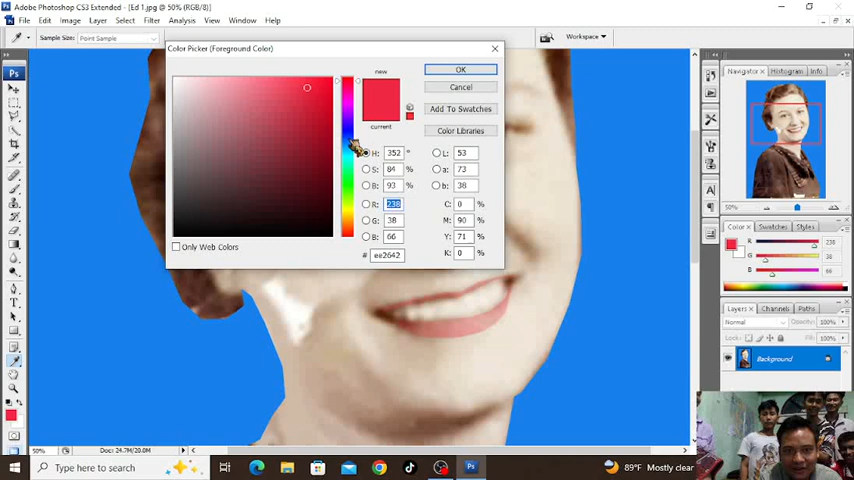 Adobe Photoshop CS3 Extended - [Ed 1.jpg @ 50% (RGB/8)]
File Edit Image Layer Select Filter Analysis View Window Help
Sample Size: Point Sample
Workspace
Color Picker (Foreground Color)
new
current
OK
Cancel
Add To Swatches
Color Libraries
H: 352 ° L: 53
S: 84 % a: 73
B: 93 % b: 38
R: 238 C: 0 %
G: 38 M: 90 %
B: 66 Y: 71 %
# ee2642 K: 0 %
Only Web Colors
Navigator Histogram Info
50%
Color Swatches Styles
R 238
G 38
B 66
Layers Channels Paths
Normal Opacity: 100%
Lock: Fill: 100%
Background
50% Doc: 24.7M/20.0M
Type here to search
89°F Mostly clear